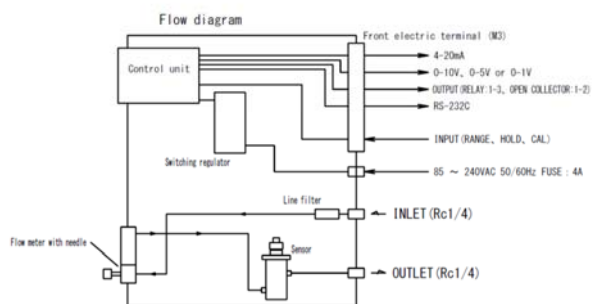 Flow diagram
Front electric terminal (M3)
Control unit
4-20mA
0-10V, 0-5V or 0-1V
OUTPUT(RELAY:1-3, OPEN COLLECTOR:1-2)
RS-232C
INPUT(RANGE、HOLD、CAL)
Switching regulator
85 ～ 240VAC 50/60Hz FUSE : 4A
Line filter
INLET(Rc1/4)
Flow meter with needle
Sensor
OUTLET(Rc1/4)